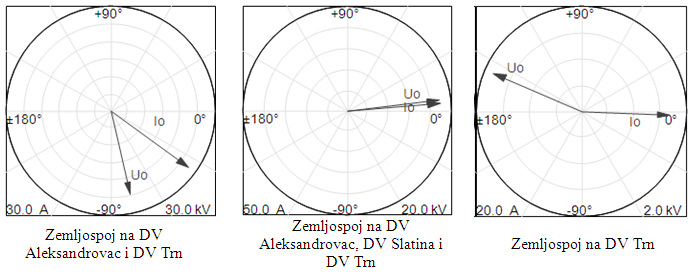 +90°
+90°
+90°
Uo
Uo
Io
±180°
Io
0°
±180°
0°
±180°
Io
0°
Uo
30.0 A
-90°
30.0 kV
50.0 A
-90°
20.0 kV
20.0 A
-90°
2.0 kV
Zemljospoj na DV
Aleksandrovac i DV Trn
Zemljospoj na DV
Aleksandrovac, DV Slatina i
DV Trn
Zemljospoj na DV Trn